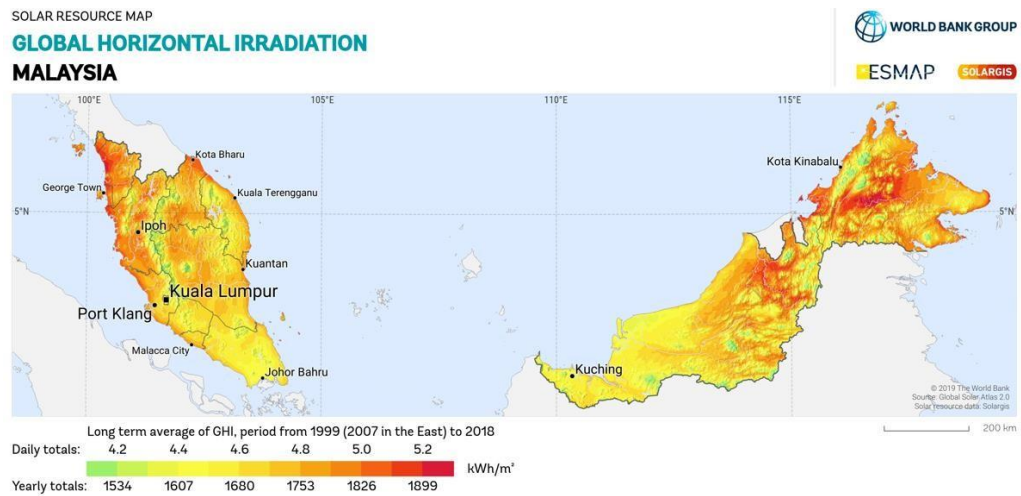 SOLAR RESOURCE MAP
GLOBAL HORIZONTAL IRRADIATION
MALAYSIA
WORLD BANK GROUP
ESMAP
SOLARGIS
100°E
105°E
110°E
115°E
Kota Bharu
Kota Kinabalu
George Town
Kuala Terengganu
5°N
5°N
Ipoh
Kuantan
Kuala Lumpur
Port Klang
Malacca City
Johor Bahru
Kuching
© 2019 The World Bank
Source: Global Solar Atlas 2.0
Solar resource data: Solargis
200 km
Long term average of GHI, period from 1999 (2007 in the East) to 2018
Daily totals: 4.2 4.4 4.6 4.8 5.0 5.2
kWh/m²
Yearly totals: 1534 1607 1680 1753 1826 1899